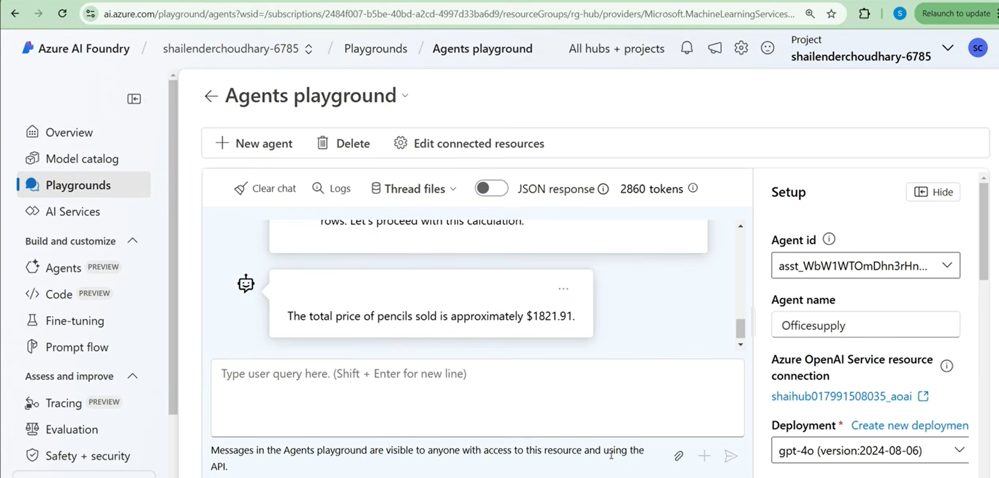 ai.azure.com/playground/agents?wsid=/subscriptions/2484f007-b5be-40bd-a2cd-4997d33ba6d9/resourceGroups/rg-hub/providers/Microsoft.MachineLearningServices...
S
Relaunch to update
Azure AI Foundry / shailenderchoudhary-6785 / Playgrounds / Agents playground
All hubs + projects
Project
shailenderchoudhary-6785
SC
Overview
Model catalog
Playgrounds
AI Services
Build and customize
Agents PREVIEW
Code PREVIEW
Fine-tuning
Prompt flow
Assess and improve
Tracing PREVIEW
Evaluation
Safety + security
Agents playground
New agent Delete Edit connected resources
Clear chat Logs Thread files JSON response 2860 tokens
rows. Let's proceed with this calculation.
...
The total price of pencils sold is approximately $1821.91.
Type user query here. (Shift + Enter for new line)
Messages in the Agents playground are visible to anyone with access to this resource and using the
API.
Setup Hide
Agent id
asst_WbW1WTOmDhn3rHn...
Agent name
Officesupply
Azure OpenAI Service resource
connection
shaihub017991508035_aoai
Deployment * Create new deploymen
gpt-4o (version:2024-08-06)